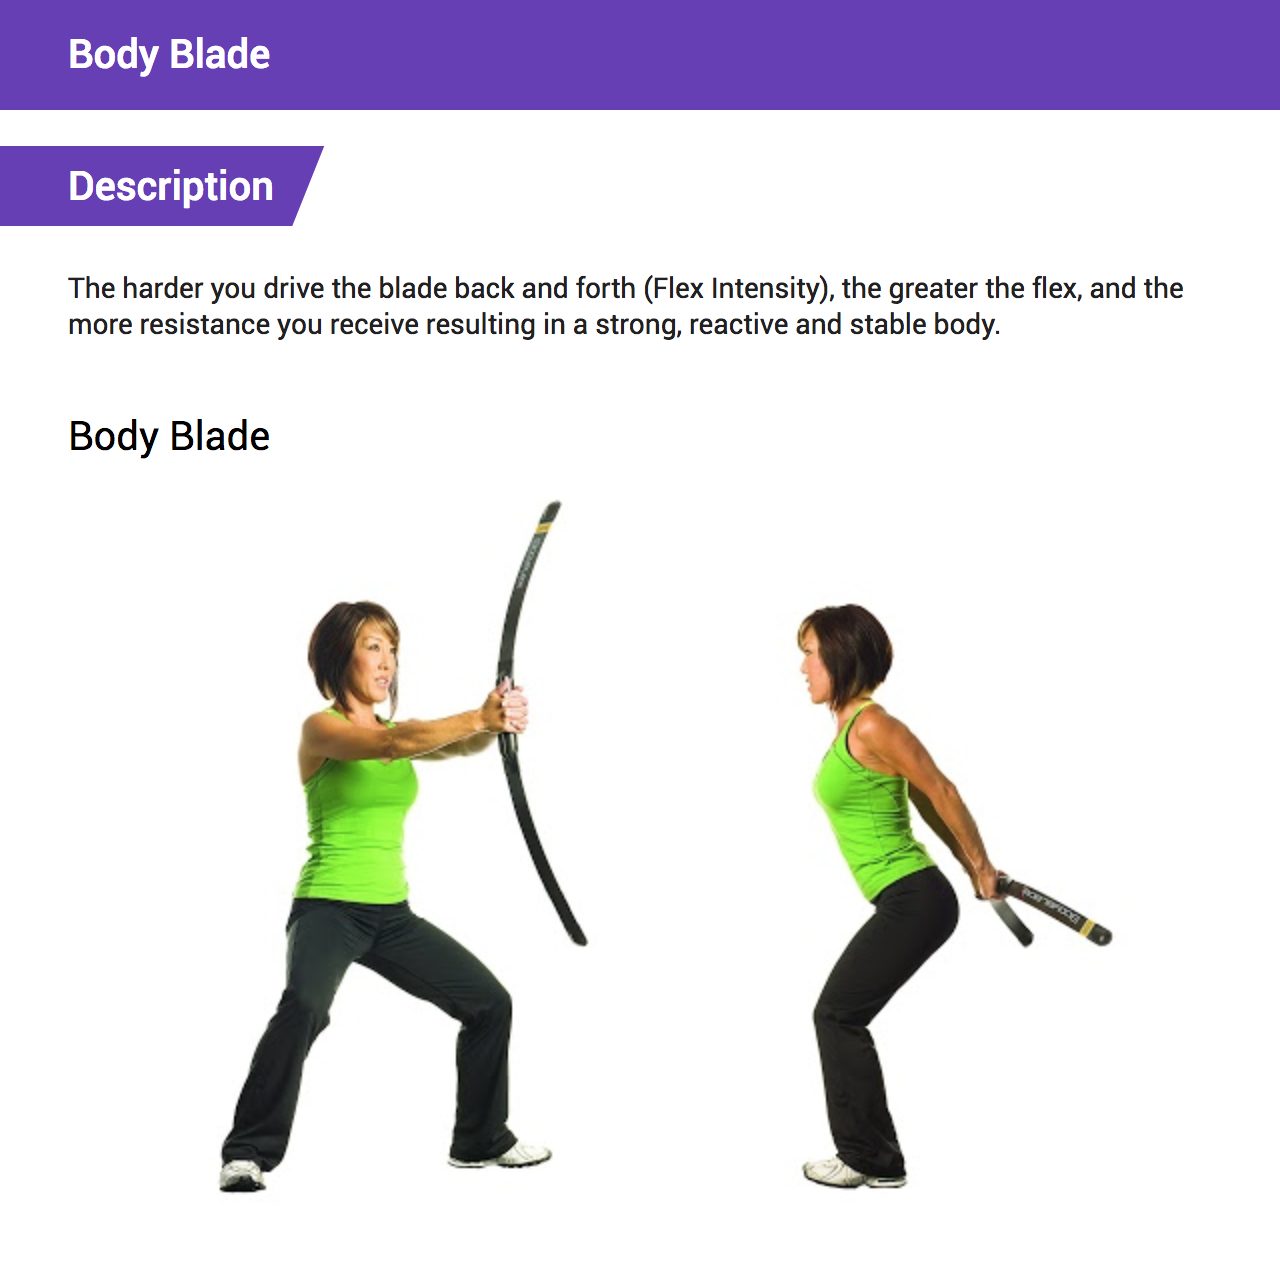 Body Blade
Description
The harder you drive the blade back and forth (Flex Intensity), the greater the flex, and the
more resistance you receive resulting in a strong, reactive and stable body.
Body Blade